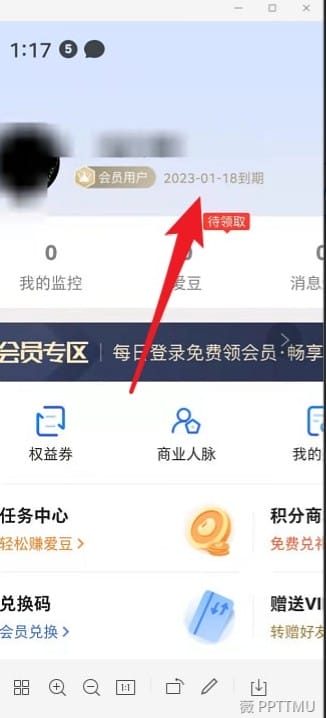 1:17 5
会员用户 2023-01-18到期
待领取
0 0
我的监控 爱豆 消息
会员专区 每日登录免费领会员·畅享
权益券 商业人脉 我的
任务中心 积分商
轻松赚爱豆 免费兑
兑换码 赠送VI
会员兑换 转赠好友
1:1
薇 PPTTMU